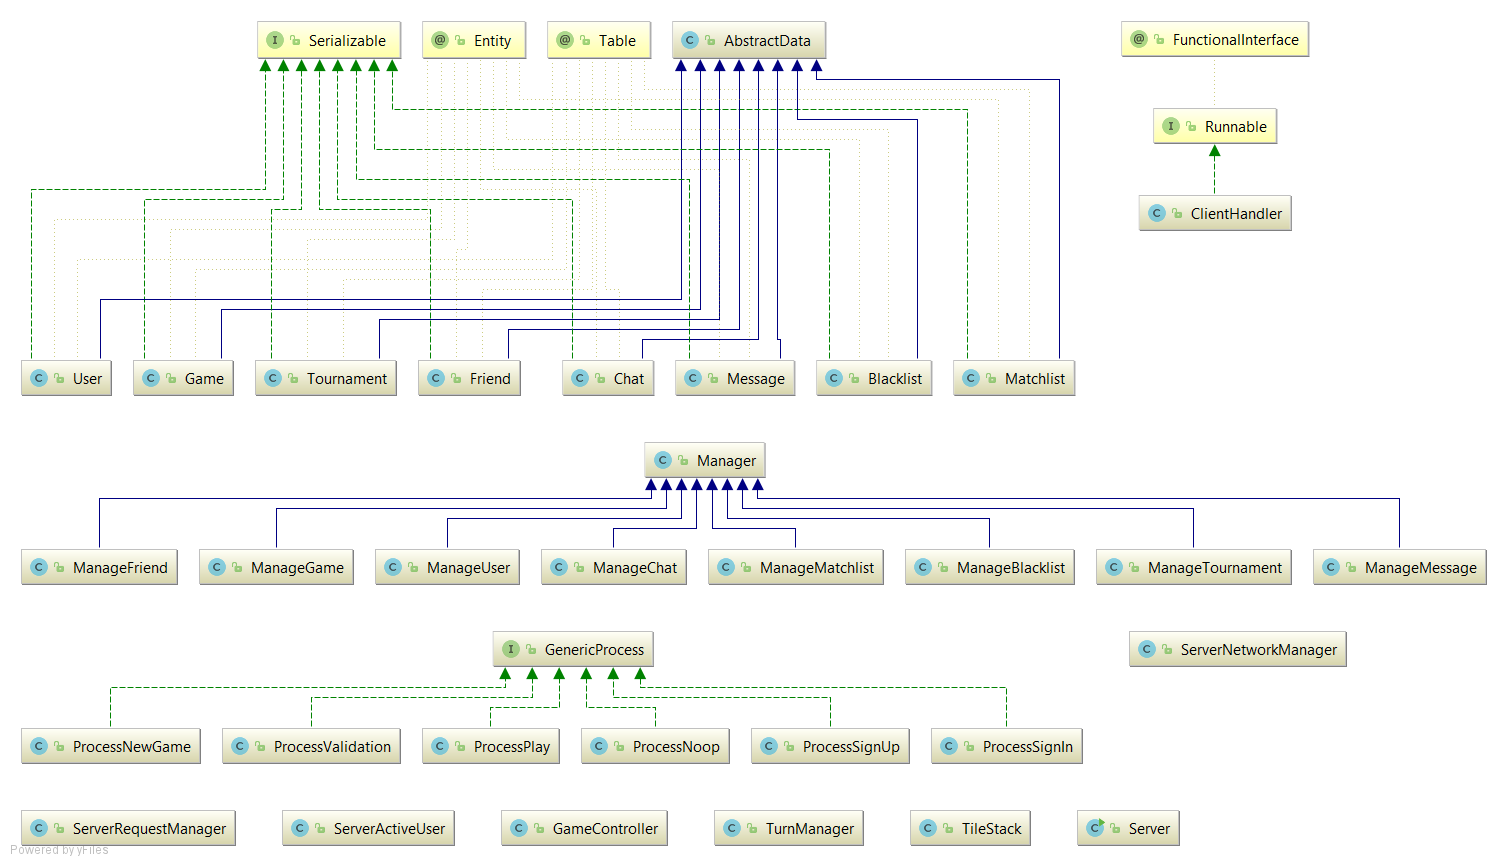 Serializable
Entity
Table
AbstractData
FunctionalInterface
Runnable
ClientHandler
User
Game
Tournament
Friend
Chat
Message
Blacklist
Matchlist
Manager
ManageFriend
ManageGame
ManageUser
ManageChat
ManageMatchlist
ManageBlacklist
ManageTournament
ManageMessage
GenericProcess
ServerNetworkManager
ProcessNewGame
ProcessValidation
ProcessPlay
ProcessNoop
ProcessSignUp
ProcessSignIn
ServerRequestManager
ServerActiveUser
GameController
TurnManager
TileStack
Server
Powered by yFiles